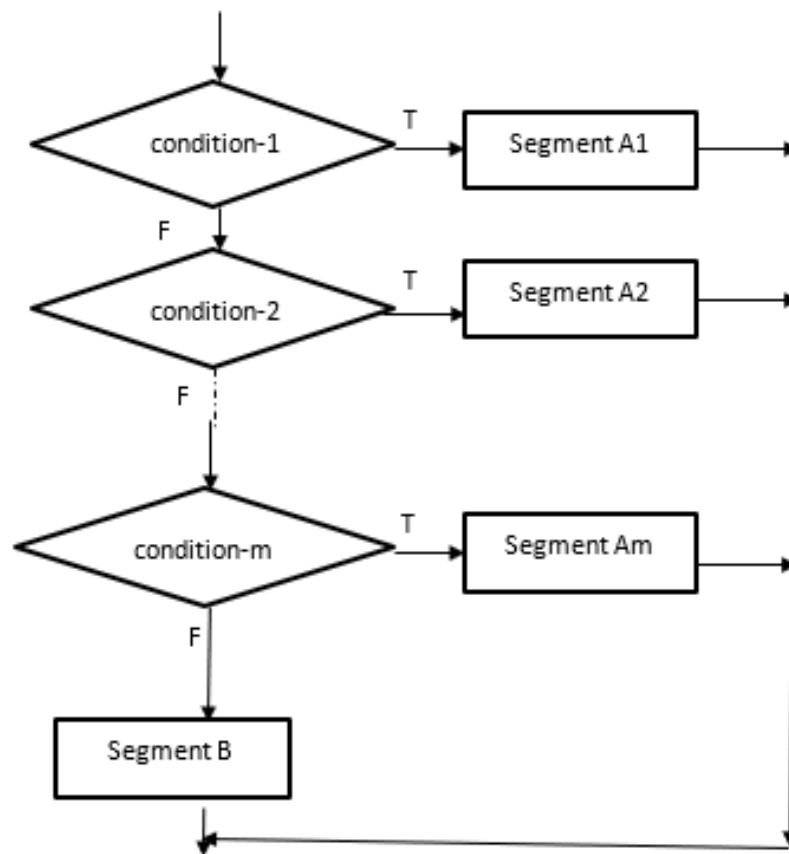 T
condition-1
Segment A1
F
T
condition-2
Segment A2
F
T
condition-m
Segment Am
F
Segment B